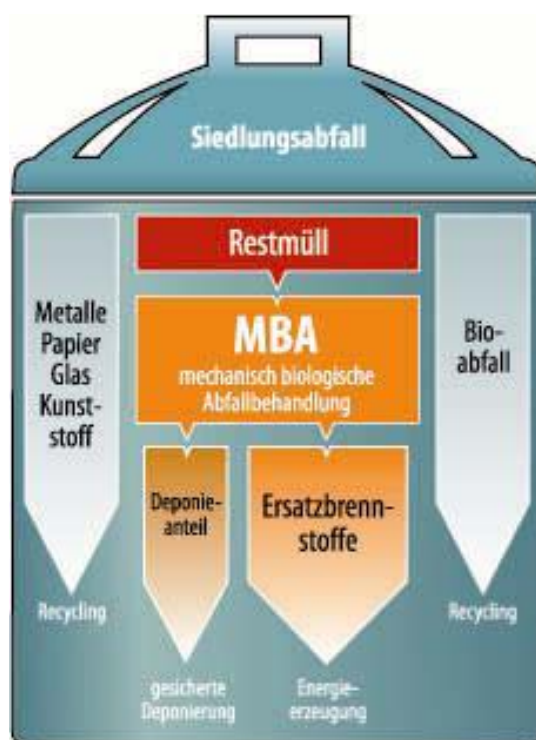 Siedlungsabfall
Restmüll
Metalle
Papier
Glas
Kunst-
stoff
MBA
mechanisch biologische
Abfallbehandlung
Bio-
abfall
Deponie-
anteil
Ersatzbrenn-
stoffe
Recycling
Recycling
gesicherte
Deponierung
Energie-
erzeugung